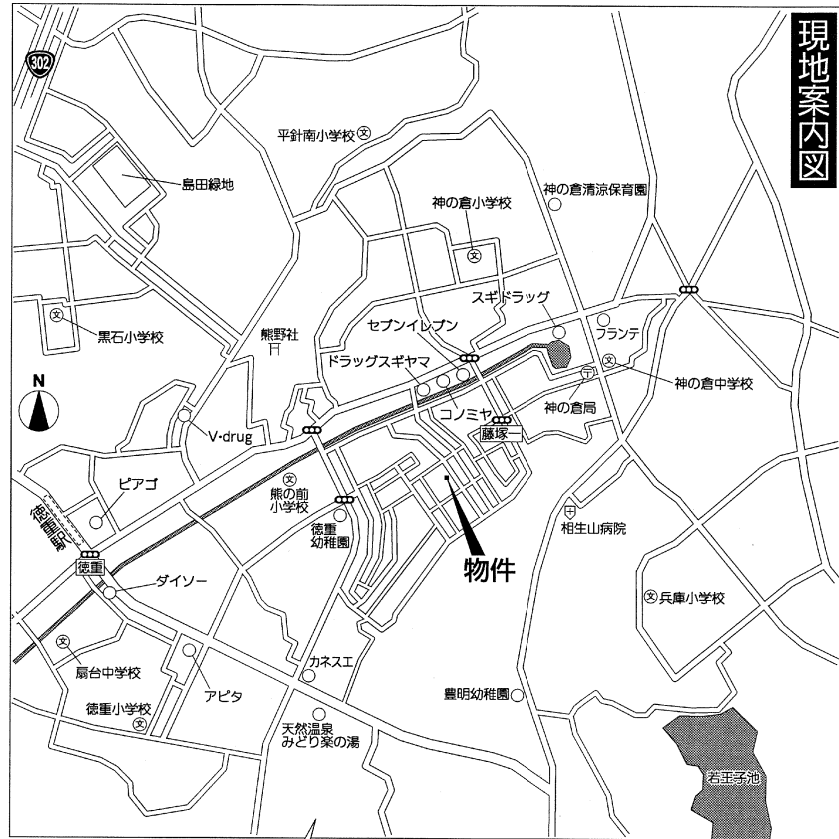 現地案内図
302
平針南小学校
文
島田緑地
神の倉清涼保育園
神の倉小学校
文
スギドラッグ
セブンイレブン
フランテ
文
黒石小学校
熊野社
ドラッグスギヤマ
文
神の倉中学校
N
コノミヤ
〒
神の倉局
藤塚一
V・drug
文
熊の前
小学校
ピアゴ
徳重駅
徳重
幼稚園
相生山病院
徳重
物件
ダイソー
文
兵庫小学校
文
扇台中学校
カネスエ
アピタ
豊明幼稚園
徳重小学校
文
天然温泉
みどり楽の湯
若王子池